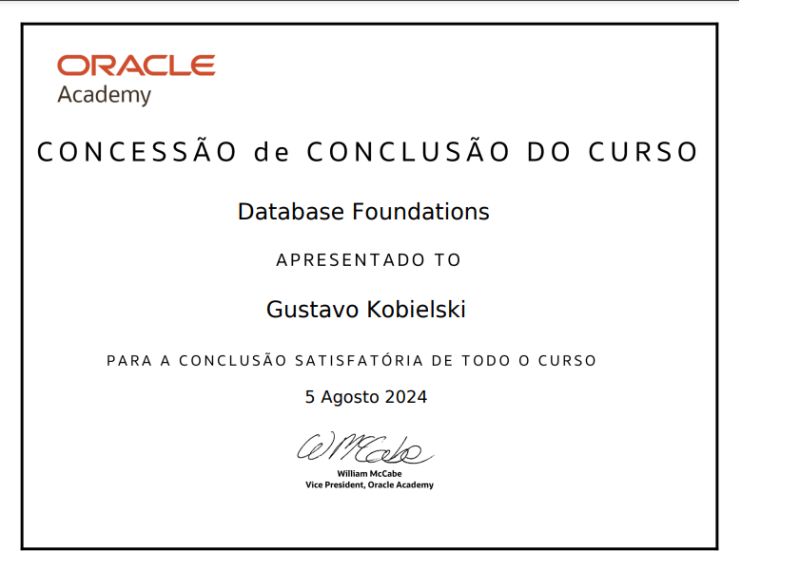 ORACLE
Academy
CONCESSÃO de CONCLUSÃO DO CURSO
Database Foundations
APRESENTADO TO
Gustavo Kobielski
PARA A CONCLUSÃO SATISFATÓRIA DE TODO O CURSO
5 Agosto 2024
W McCabe
William McCabe
Vice President, Oracle Academy